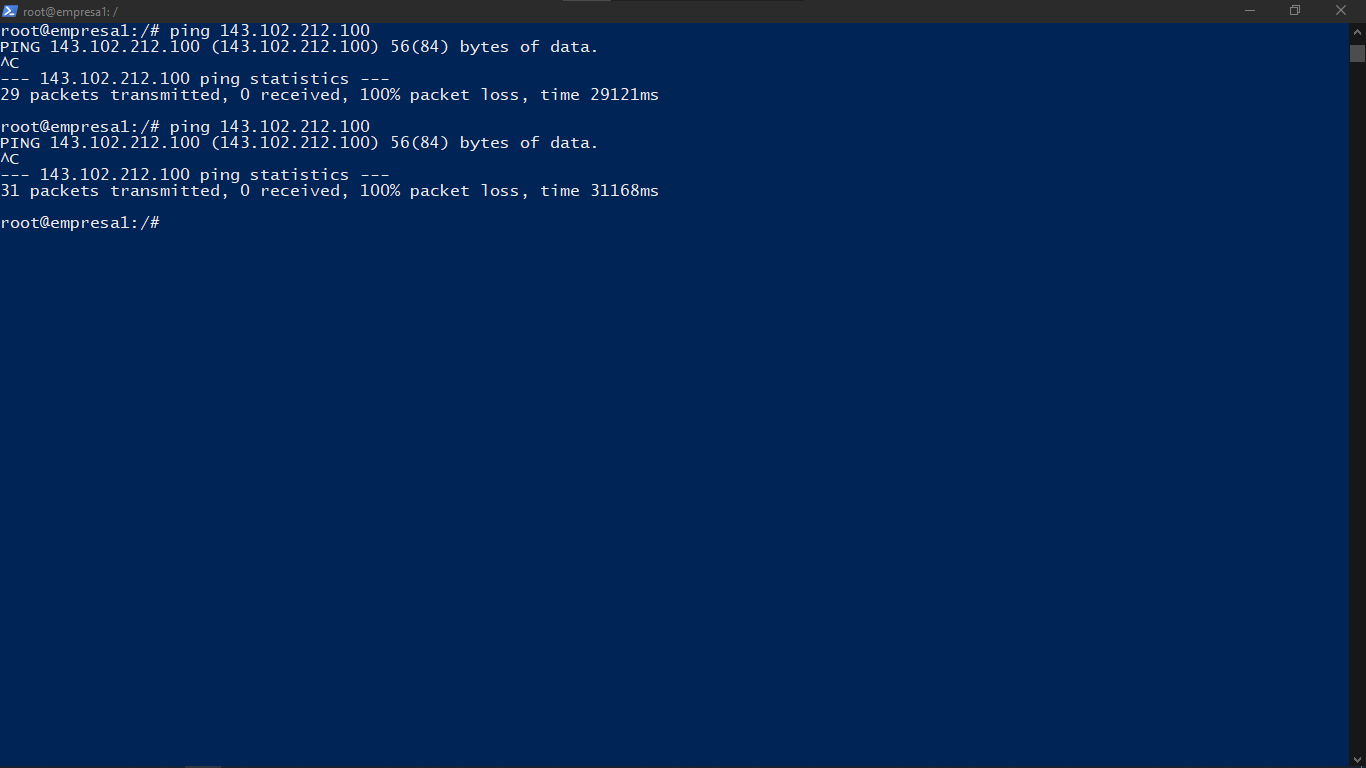 root@empresa1: /
root@empresa1:/# ping 143.102.212.100
PING 143.102.212.100 (143.102.212.100) 56(84) bytes of data.
^C
--- 143.102.212.100 ping statistics ---
29 packets transmitted, 0 received, 100% packet loss, time 29121ms
root@empresa1:/# ping 143.102.212.100
PING 143.102.212.100 (143.102.212.100) 56(84) bytes of data.
^C
--- 143.102.212.100 ping statistics ---
31 packets transmitted, 0 received, 100% packet loss, time 31168ms
root@empresa1:/#